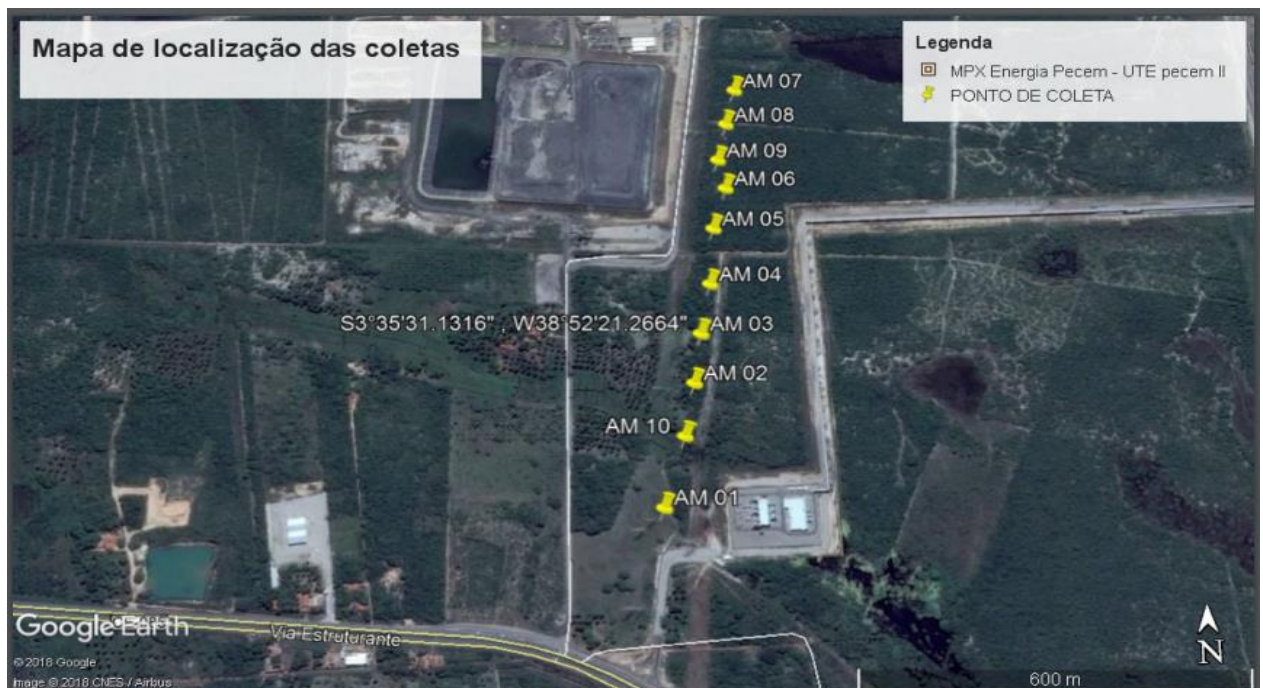 Mapa de localização das coletas
Legenda
MPX Energia Pecem - UTE pecem II
PONTO DE COLETA
AM 07
AM 08
AM 09
AM 06
AM 05
AM 04
S3°35'31.1316" , W38°52'21.2664" AM 03
AM 02
AM 10
AM 01
Google Earth
Via Estruturante
© 2018 Google
Image © 2018 CNES / Airbus
N
600 m